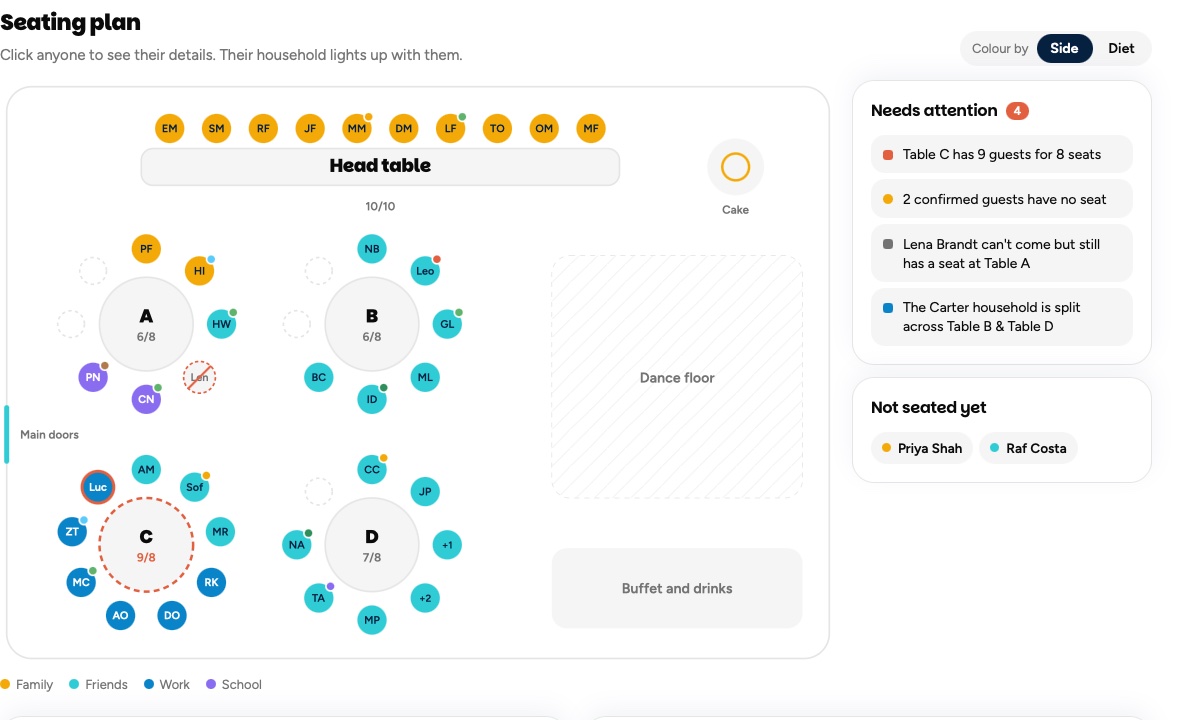 Seating plan
Click anyone to see their details. Their household lights up with them.
Colour by Side Diet
EM SM RF JF MM DM LF TO OM MF
Head table
10/10
Cake
PF
HI
HW
Len
CN
PN
A
6/8
NB
Leo
GL
ML
ID
BC
B
6/8
Dance floor
Main doors
AM
Sof
MR
RK
DO
AO
MC
ZT
Luc
C
9/8
CC
JP
+1
+2
MP
TA
NA
D
7/8
Buffet and drinks
Family Friends Work School
Needs attention 4
Table C has 9 guests for 8 seats
2 confirmed guests have no seat
Lena Brandt can't come but still
has a seat at Table A
The Carter household is split
across Table B & Table D
Not seated yet
Priya Shah Raf Costa